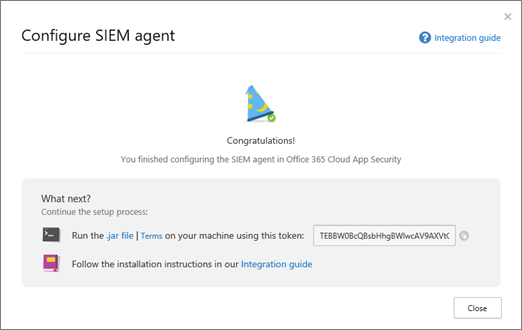 Configure SIEM agent
Integration guide
Congratulations!
You finished configuring the SIEM agent in Office 365 Cloud App Security
What next?
Continue the setup process:
Run the .jar file | Terms on your machine using this token:
Follow the installation instructions in our Integration guide
Close